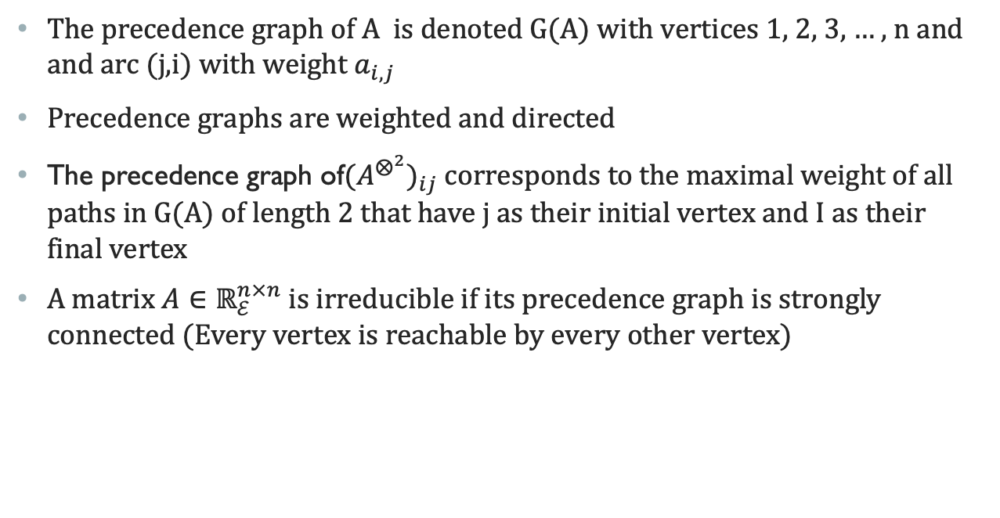 • The precedence graph of A is denoted G(A) with vertices 1, 2, 3, … , n and
and arc (j,i) with weight $a_{i,j}$
• Precedence graphs are weighted and directed
• The precedence graph of$(A^{\otimes^2})_{ij}$ corresponds to the maximal weight of all
paths in G(A) of length 2 that have j as their initial vertex and I as their
final vertex
• A matrix $A \in \mathbb{R}_{\varepsilon}^{n \times n}$ is irreducible if its precedence graph is strongly
connected (Every vertex is reachable by every other vertex)